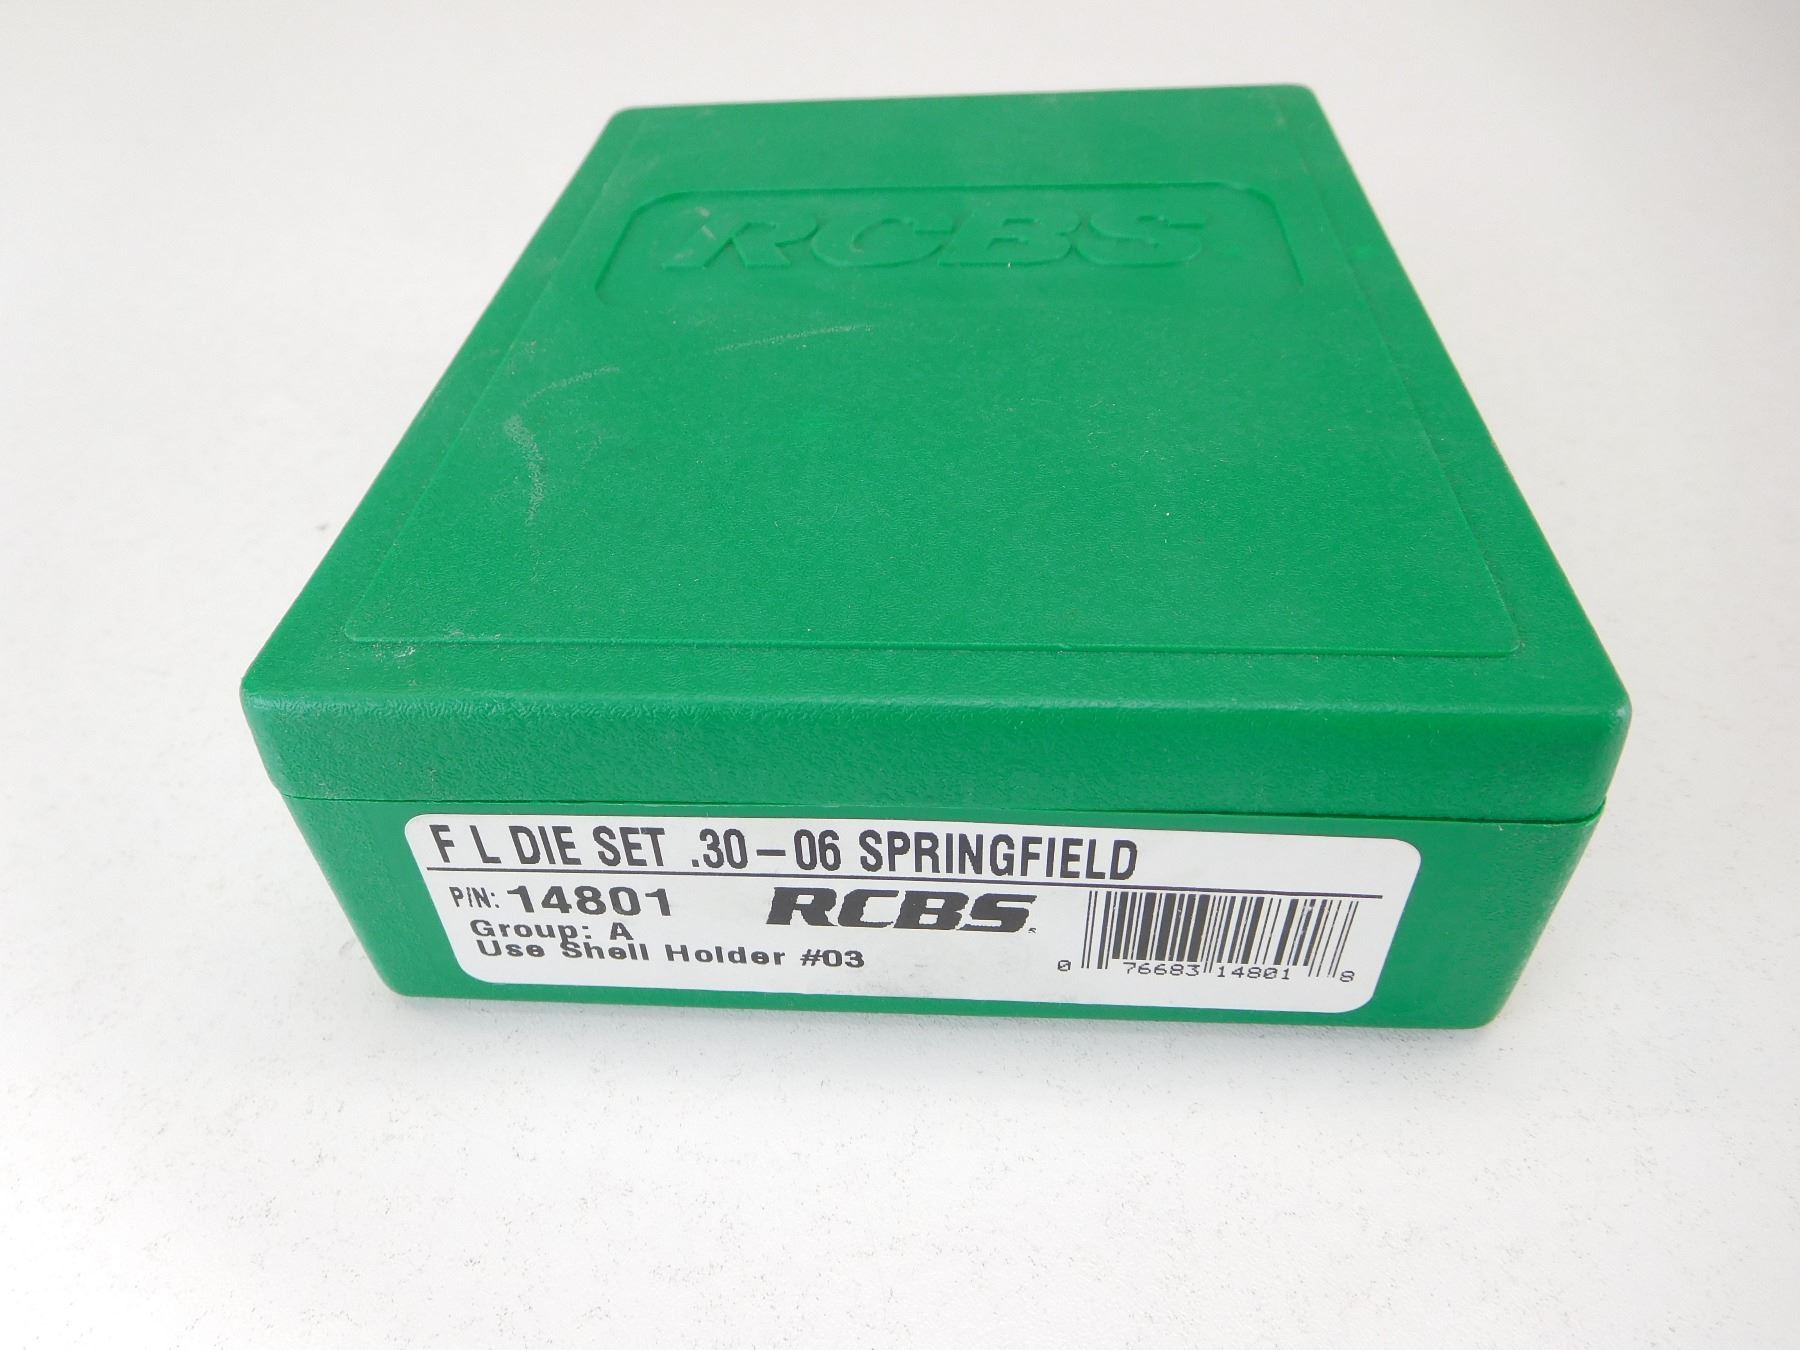 RCBS
F L DIE SET .30-06 SPRINGFIELD
P/N: 14801 RCBS
Group: A
Use Shell Holder #03
0 76683 14801 8